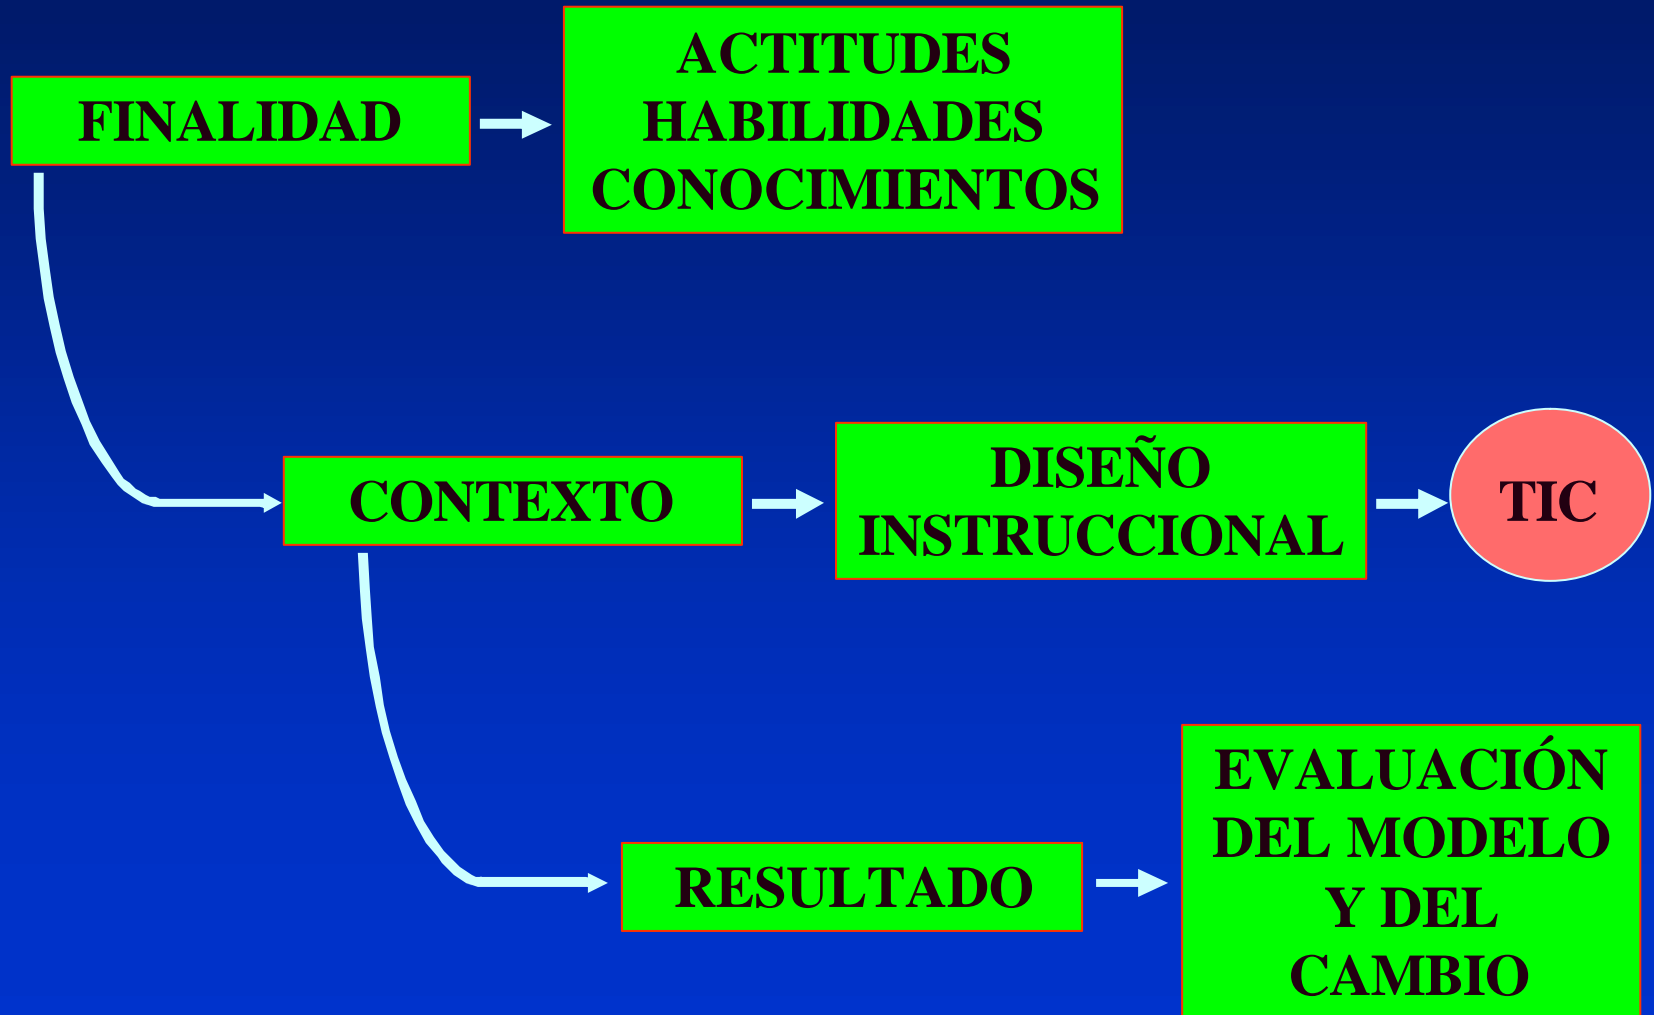 FINALIDAD
ACTITUDES
HABILIDADES
CONOCIMIENTOS
CONTEXTO
DISEÑO
INSTRUCCIONAL
TIC
RESULTADO
EVALUACIÓN
DEL MODELO
Y DEL
CAMBIO